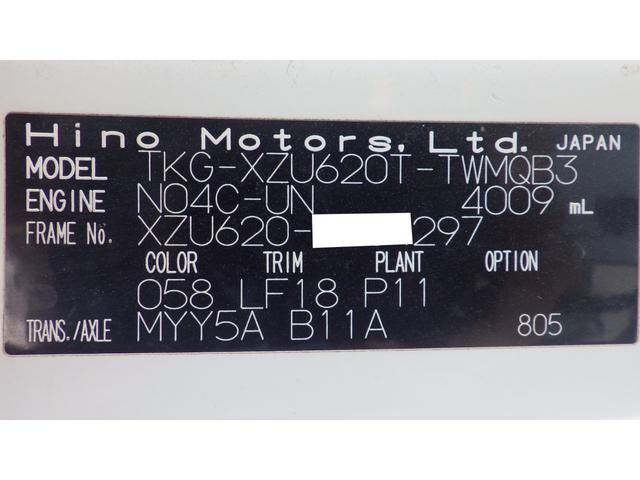 Hino Motors, Ltd. JAPAN
MODEL TKG-XZU620T-TWMQB3
ENGINE N04C-UN 4009 mL
FRAME No. XZU620- 297
COLOR TRIM PLANT OPTION
058 LF18 P11
TRANS./AXLE MYY5A B11A 805